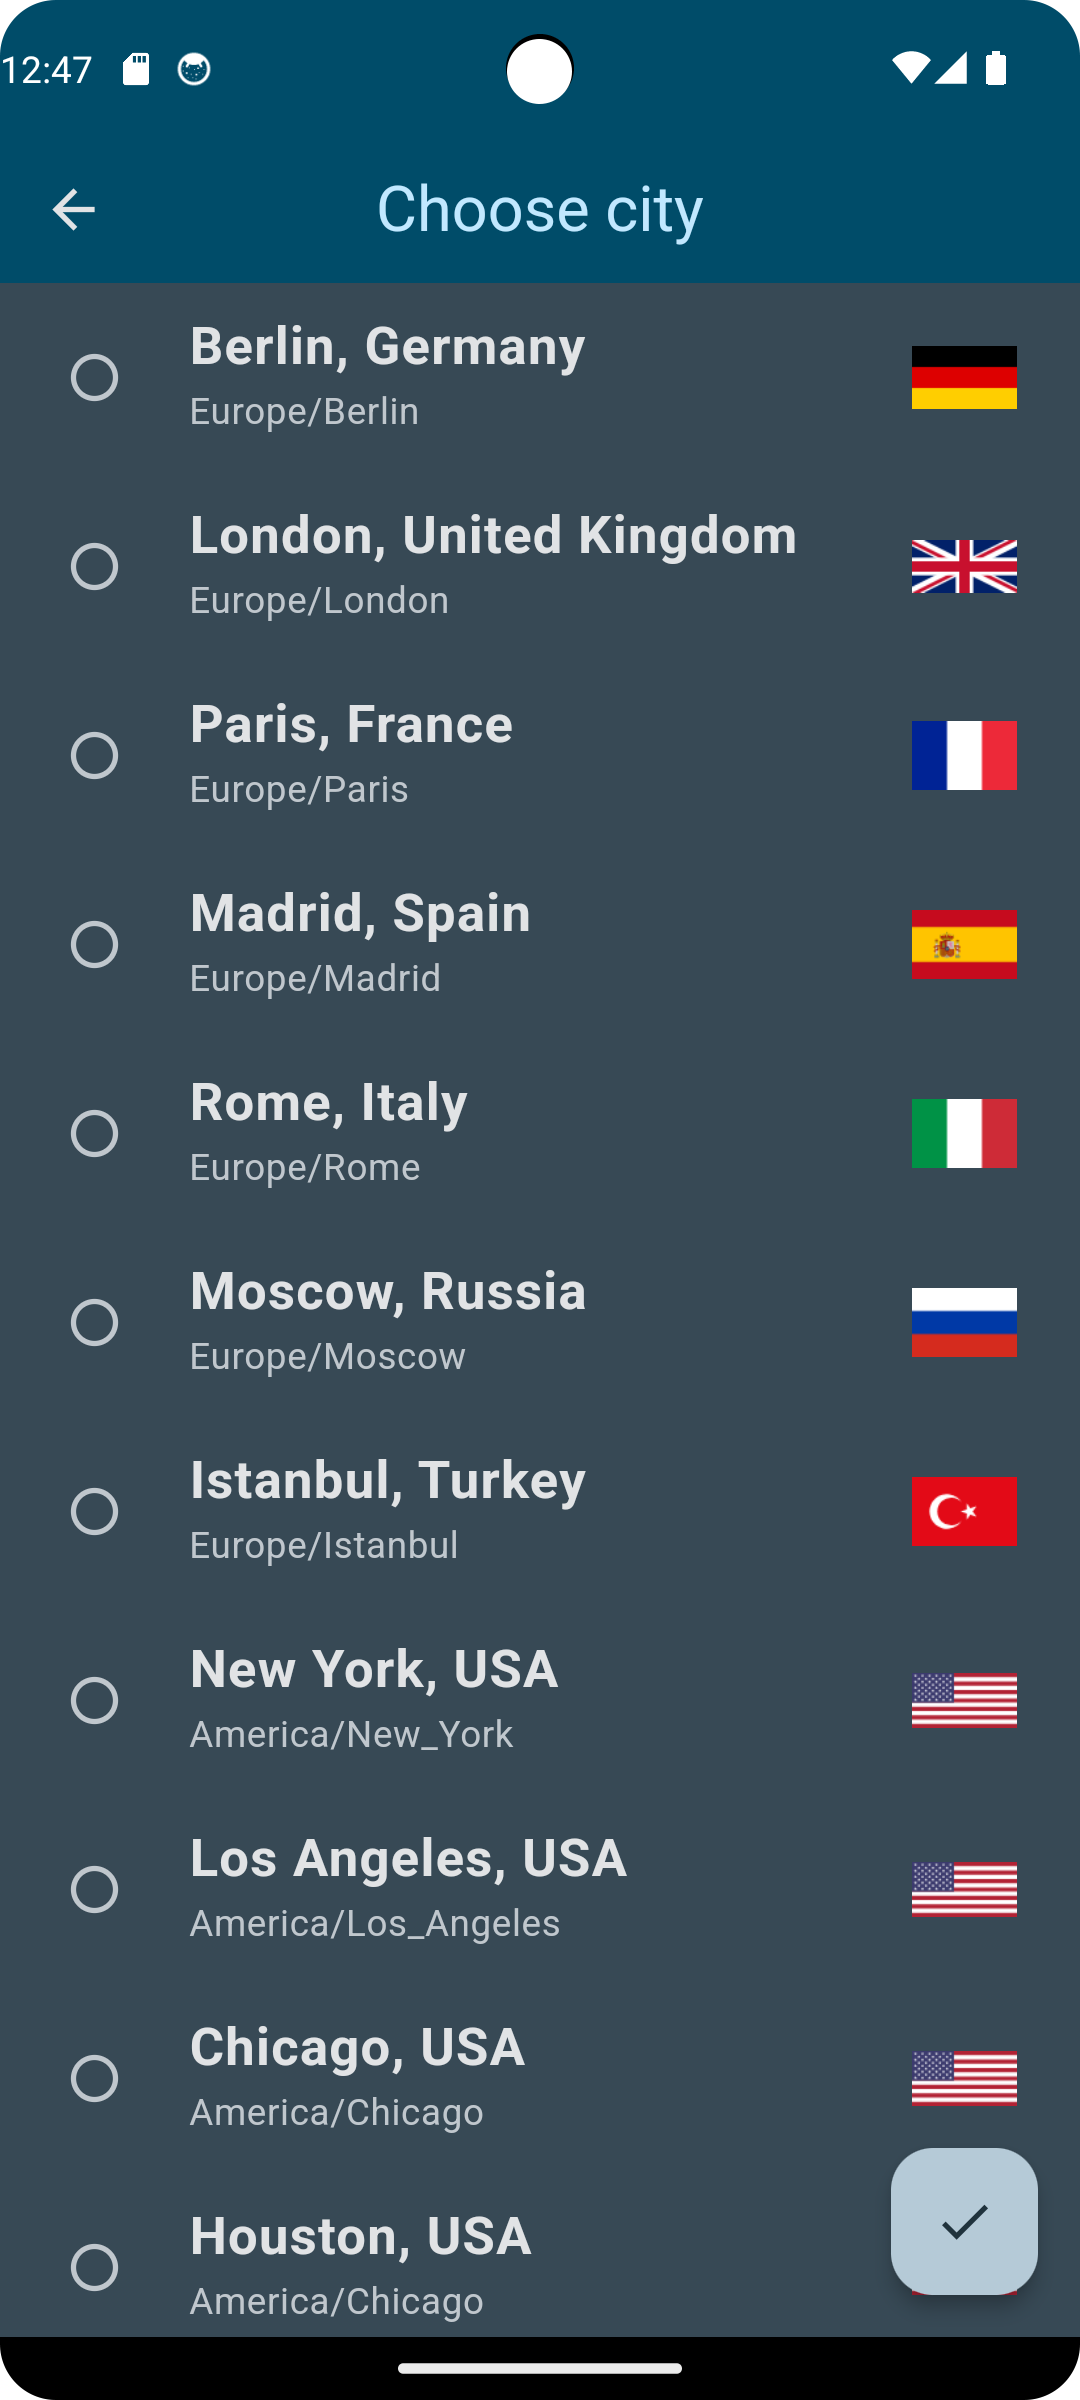 12:47
Choose city
Berlin, Germany
Europe/Berlin
London, United Kingdom
Europe/London
Paris, France
Europe/Paris
Madrid, Spain
Europe/Madrid
Rome, Italy
Europe/Rome
Moscow, Russia
Europe/Moscow
Istanbul, Turkey
Europe/Istanbul
New York, USA
America/New_York
Los Angeles, USA
America/Los_Angeles
Chicago, USA
America/Chicago
Houston, USA
America/Chicago